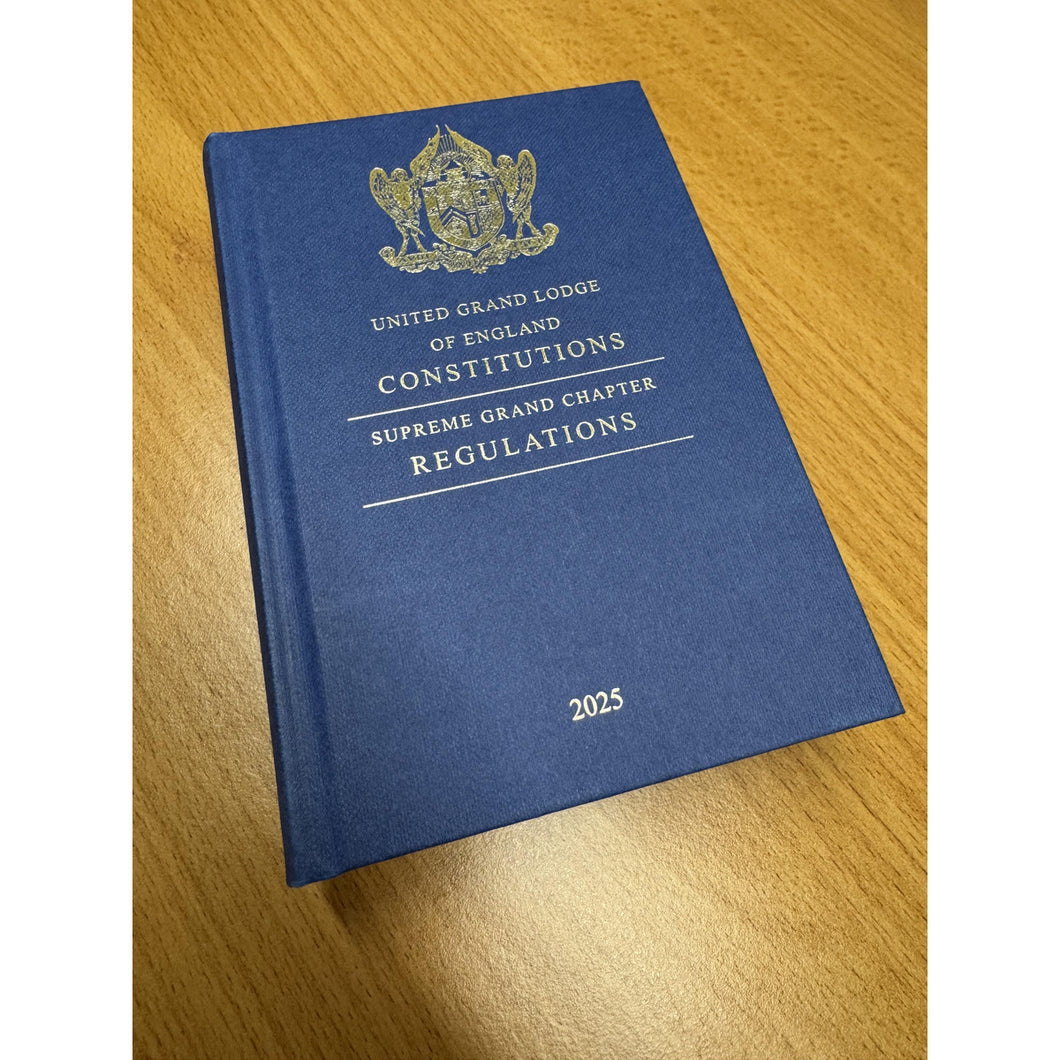 UNITED GRAND LODGE
OF ENGLAND
CONSTITUTIONS
SUPREME GRAND CHAPTER
REGULATIONS
2025